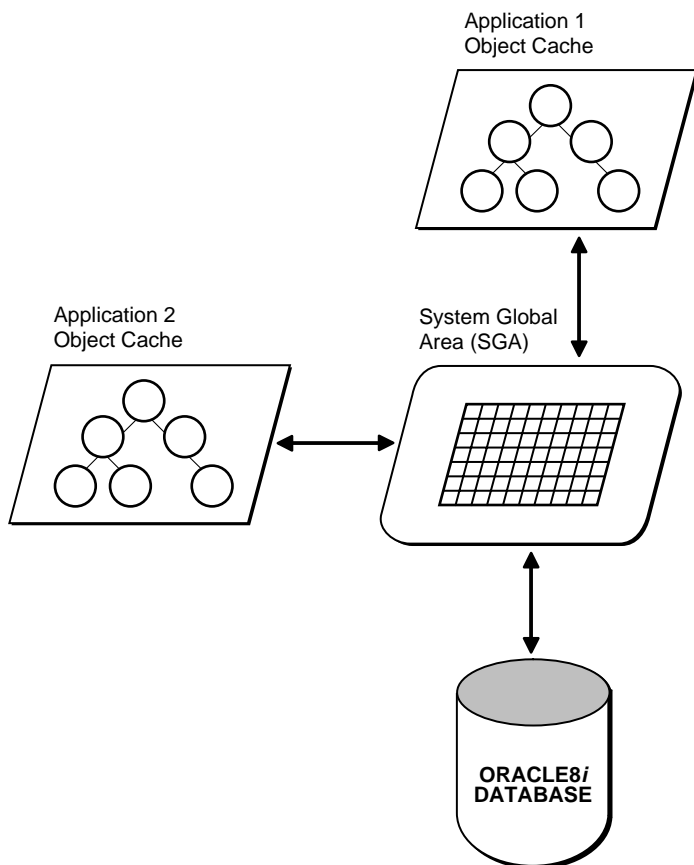 Application 1
Object Cache
Application 2
Object Cache
System Global
Area (SGA)
ORACLE8i
DATABASE